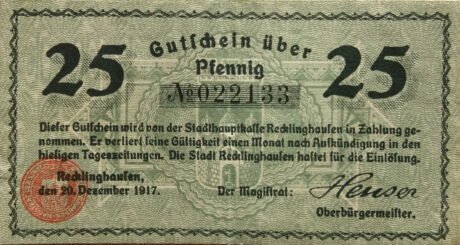 Gutschein über
25 Pfennig 25
№022133
Dieser Gutschein wird von der Stadthauptkasse Recklinghausen in Zahlung ge-
nommen. Er verliert seine Gültigkeit einen Monat nach Aufkündigung in den
hiesigen Tageszeitungen. Die Stadt Recklinghausen haftet für die Einlösung.
Recklinghausen,
den 20. Dezember 1917. Der Magistrat: Heuser
Oberbürgermeister.